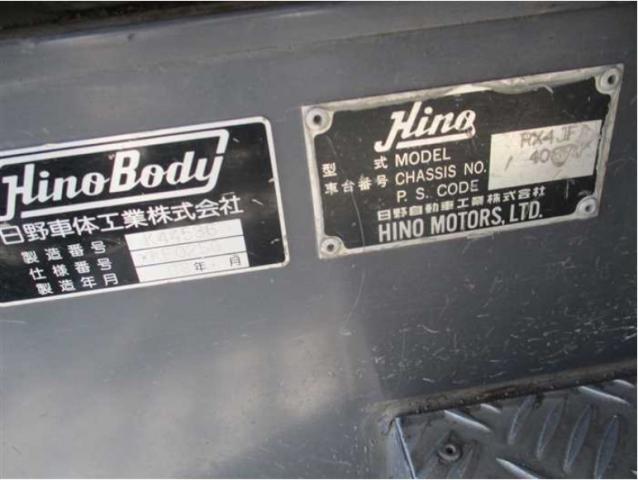 Hino Body
日野車体工業株式会社
製造番号 K44536
仕様番号
製造年月 年 月
Hino
型 式 MODEL RX4JF
車台番号 CHASSIS NO. 40
P. S. CODE
日野自動車工業株式会社
HINO MOTORS, LTD.